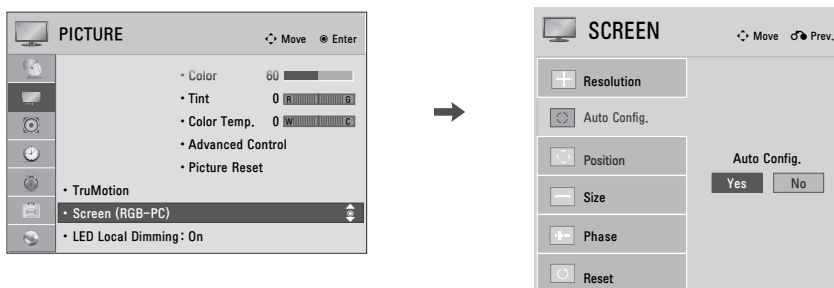 PICTURE
Move Enter
• Color 60
• Tint 0 R G
• Color Temp. 0 W C
• Advanced Control
• Picture Reset
• TruMotion
• Screen (RGB-PC)
• LED Local Dimming: On
SCREEN
Move Prev.
Resolution
Auto Config.
Position
Size
Phase
Reset
Auto Config.
Yes No